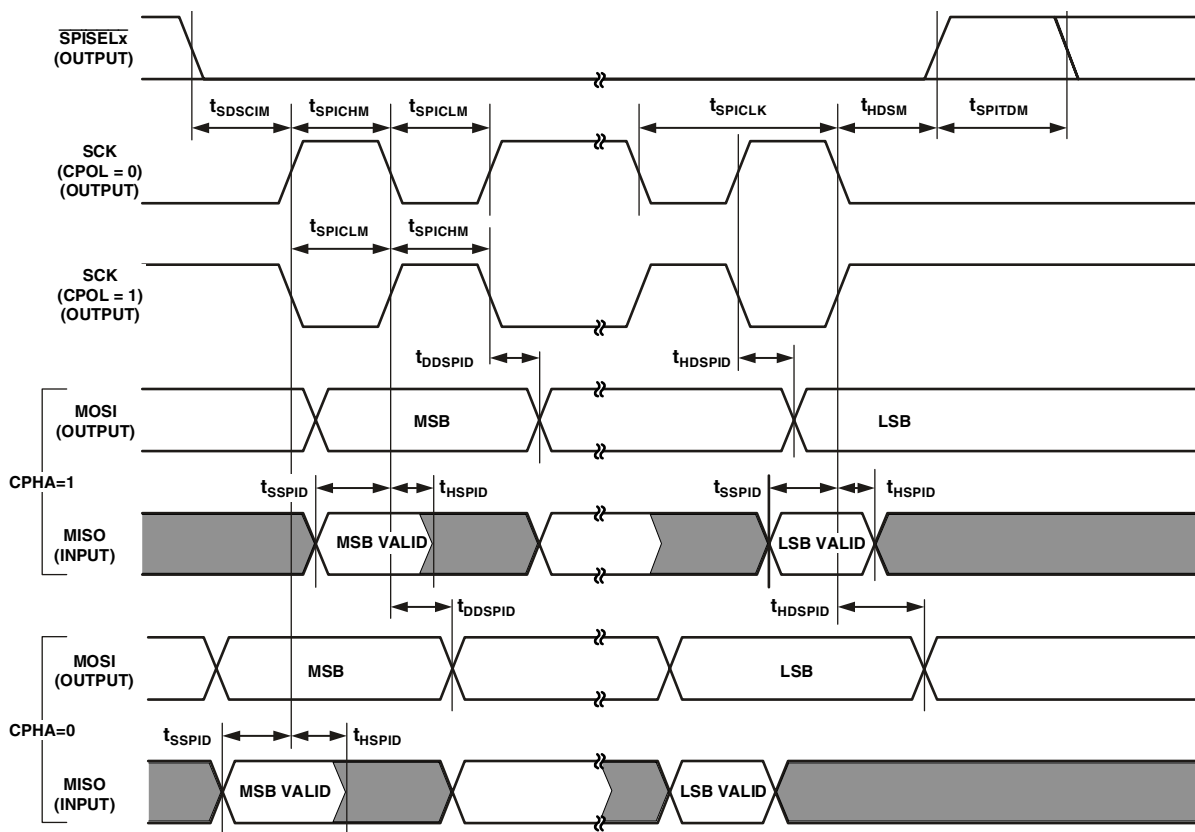 SPISELx
(OUTPUT)
tSDSCIM tSPICHM tSPICLM tSPICLK tHDSM tSPITDM
SCK
(CPOL = 0)
(OUTPUT)
tSPICLM tSPICHM
SCK
(CPOL = 1)
(OUTPUT)
tDDSPID tHDSPID
CPHA=1
MOSI
(OUTPUT)
MSB LSB
tSSPID tHSPID tSSPID tHSPID
MISO
(INPUT)
MSB VALID LSB VALID
tDDSPID tHDSPID
CPHA=0
MOSI
(OUTPUT)
MSB LSB
tSSPID tHSPID
MISO
(INPUT)
MSB VALID LSB VALID